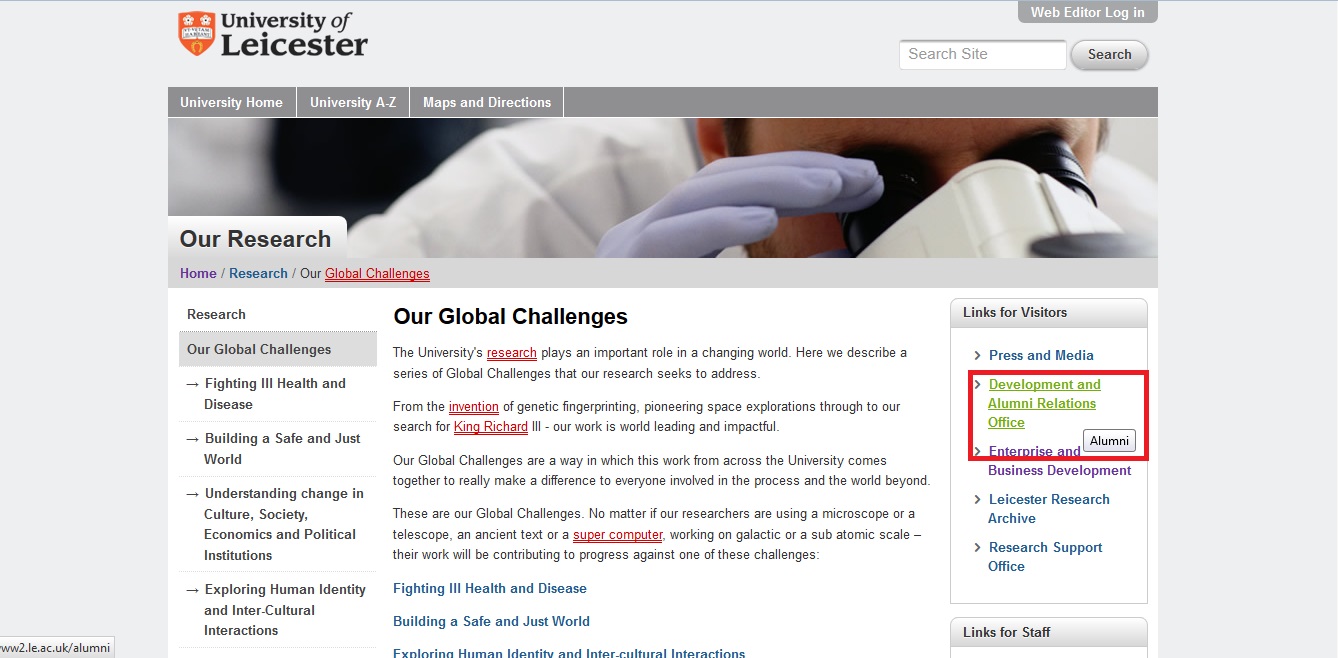 Web Editor Log in
University of
Leicester
Search Site
Search
University Home
University A-Z
Maps and Directions
Our Research
Home / Research / Our Global Challenges
Research
Our Global Challenges
→ Fighting Ill Health and
Disease
→ Building a Safe and Just
World
→ Understanding change in
Culture, Society,
Economics and Political
Institutions
→ Exploring Human Identity
and Inter-Cultural
Interactions
Our Global Challenges
The University's research plays an important role in a changing world. Here we describe a
series of Global Challenges that our research seeks to address.
From the invention of genetic fingerprinting, pioneering space explorations through to our
search for King Richard III - our work is world leading and impactful.
Our Global Challenges are a way in which this work from across the University comes
together to really make a difference to everyone involved in the process and the world beyond.
These are our Global Challenges. No matter if our researchers are using a microscope or a
telescope, an ancient text or a super computer, working on galactic or a sub atomic scale –
their work will be contributing to progress against one of these challenges:
Fighting Ill Health and Disease
Building a Safe and Just World
Exploring Human Identity and Inter-cultural Interactions
Links for Visitors
Press and Media
Development and
Alumni Relations
Office
Alumni
Enterprise and
Business Development
Leicester Research
Archive
Research Support
Office
Links for Staff
ww2.le.ac.uk/alumni